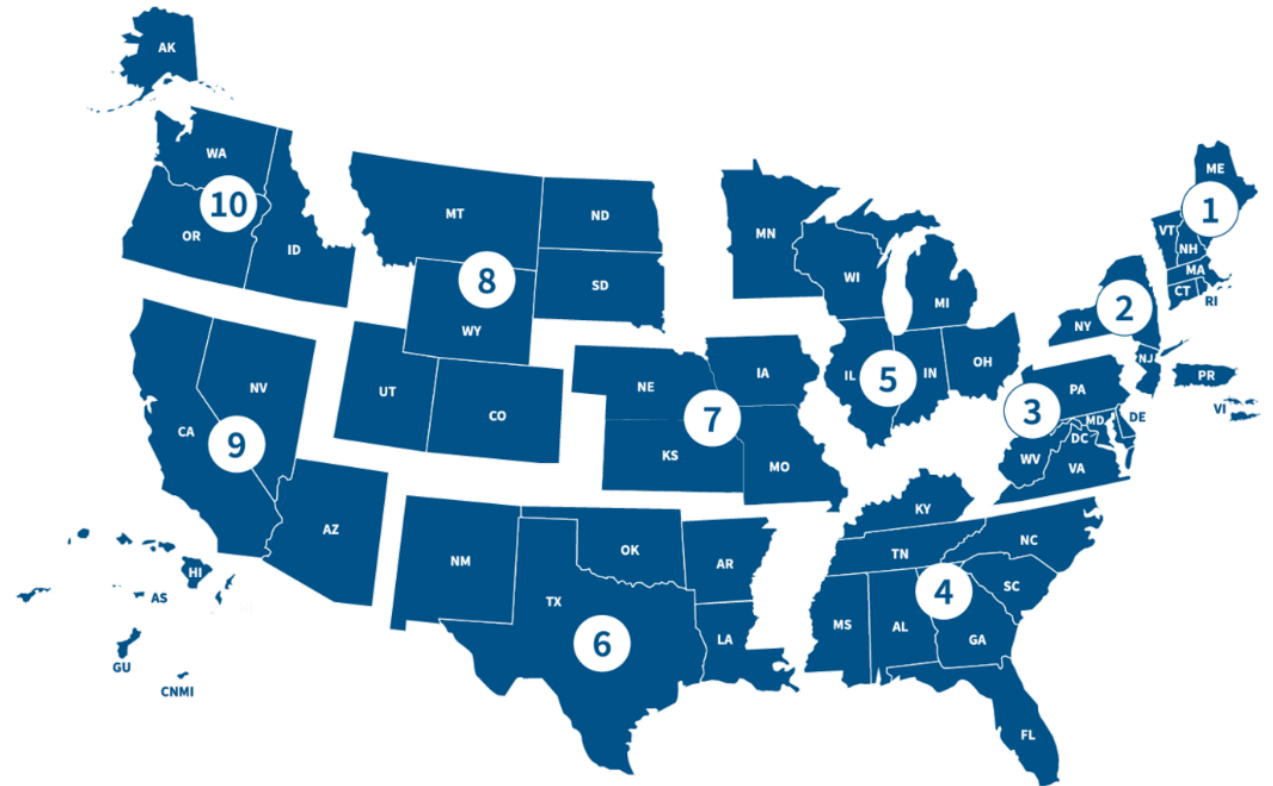 AK
WA
10
OR
ID
MT
ND
8
SD
WY
MN
WI
MI
ME
1
VT
NH
MA
CT
RI
2
NY
NJ
PR
VI
NV
CA
9
AZ
UT
CO
NE
IA
7
KS
MO
IL
5
IN
OH
PA
3
MD
DE
DC
WV
VA
HI
AS
GU
CNMI
NM
OK
TX
6
AR
LA
KY
TN
NC
4
SC
MS
AL
GA
FL